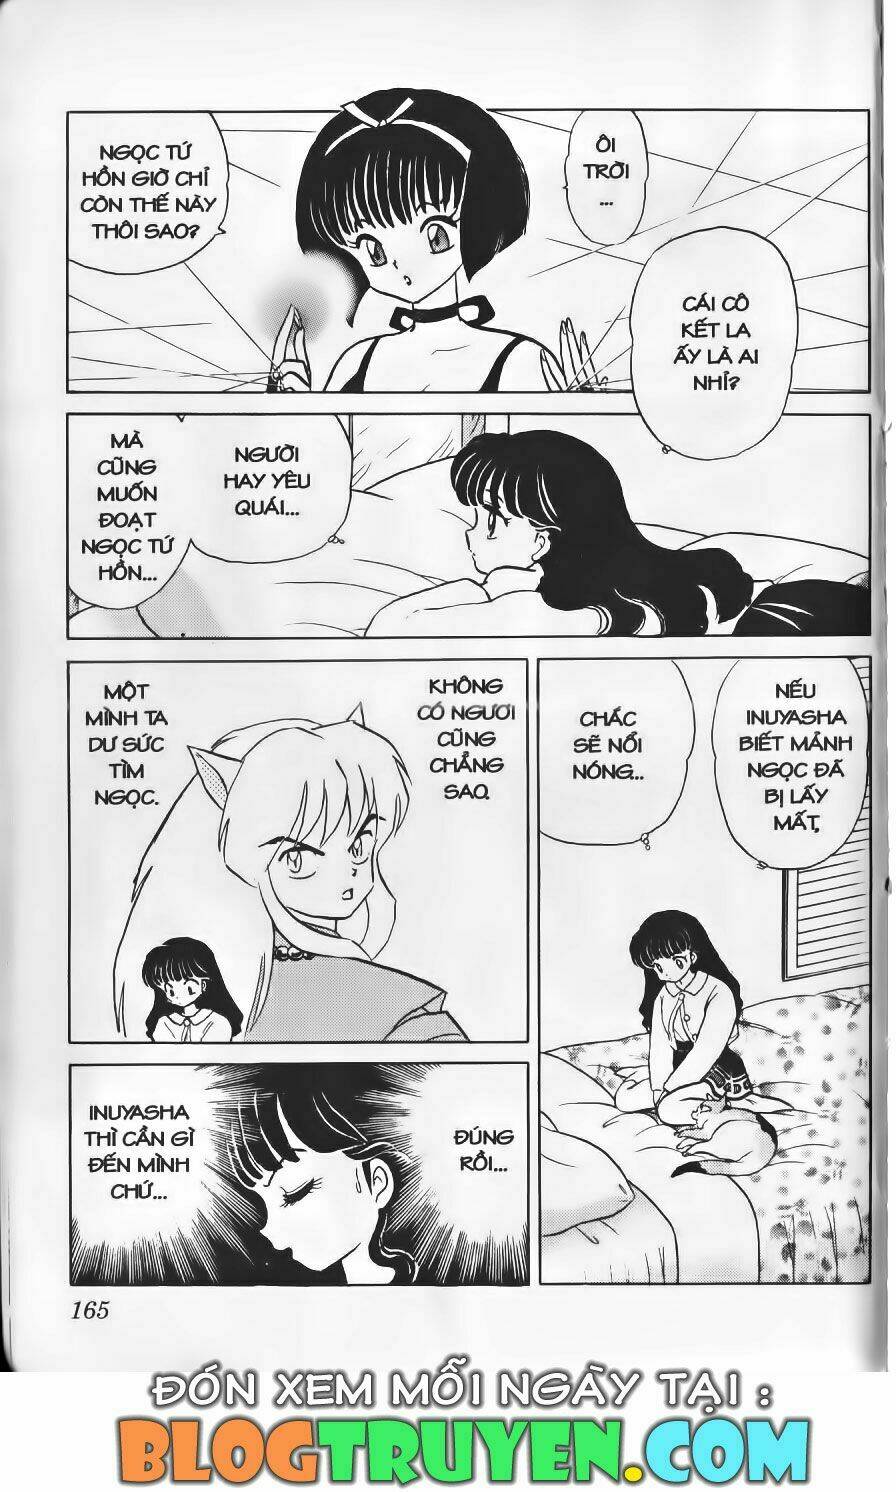 ÔI
TRỜI
...
NGỌC TỨ
HỒN GIỜ CHỈ
CÒN THẾ NÀY
THÔI SAO?
CÁI CÔ
KẾT LA
ẤY LÀ AI
NHỈ?
NGƯỜI
HAY YÊU
QUÁI...
MÀ
CŨNG
MUỐN
ĐOẠT
NGỌC TỨ
HỒN...
NẾU
INUYASHA
BIẾT MẢNH
NGỌC ĐÃ
BỊ LẤY
MẤT,
CHẮC
SẼ NỔI
NÓNG...
KHÔNG
CÓ NGƯƠI
CŨNG
CHẲNG
SAO.
MỘT
MÌNH TA
DƯ SỨC
TÌM
NGỌC.
ĐÚNG
RỒI...
INUYASHA
THÌ CẦN GÌ
ĐẾN MÌNH
CHỨ...
165
ĐÓN XEM MỖI NGÀY TẠI :
BLOGTRUYEN.COM